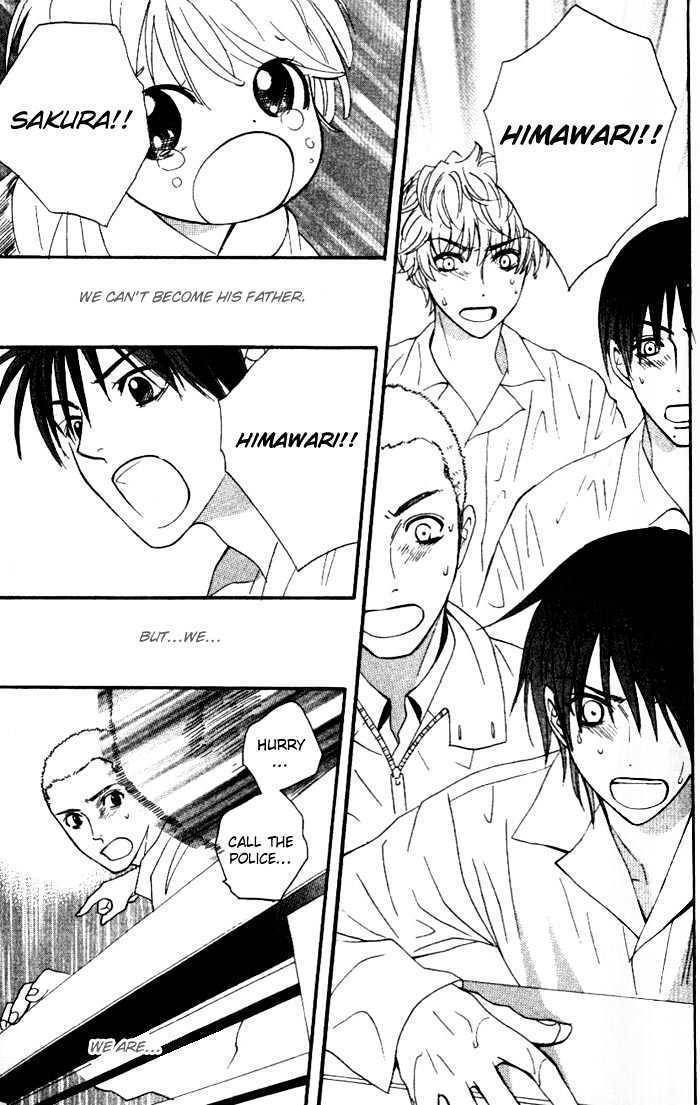 HIMAWARI!!
SAKURA!!
WE CAN'T BECOME HIS FATHER.
HIMAWARI!!
BUT...WE...
HURRY
...
CALL THE
POLICE...
WE ARE...